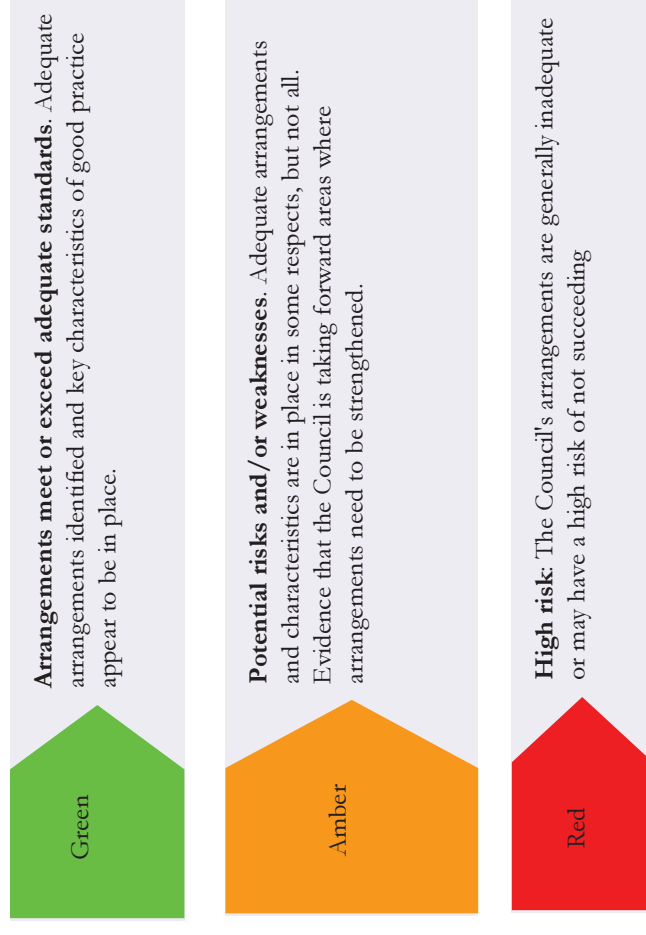 Green
Arrangements meet or exceed adequate standards. Adequate
arrangements identified and key characteristics of good practice
appear to be in place.
Amber
Potential risks and/or weaknesses. Adequate arrangements
and characteristics are in place in some respects, but not all.
Evidence that the Council is taking forward areas where
arrangements need to be strengthened.
Red
High risk: The Council's arrangements are generally inadequate
or may have a high risk of not succeeding